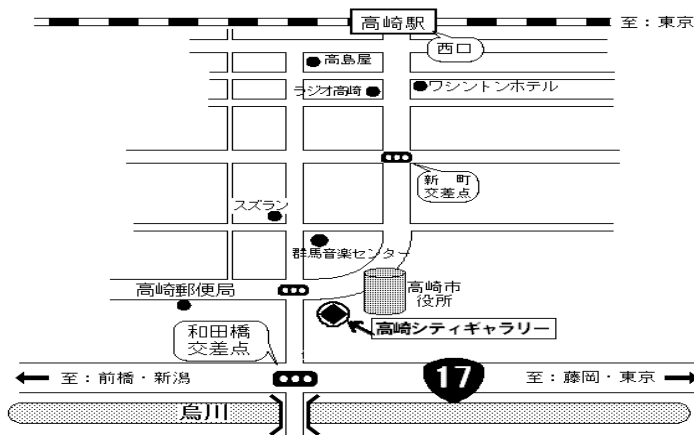 高崎駅
至：東京
西口
高島屋
ラジオ高崎
ワシントンホテル
新 町
交差点
スズラン
群馬音楽センター
高崎郵便局
高崎市
役所
高崎シティギャラリー
和田橋
交差点
至：前橋・新潟
17
至：藤岡・東京
烏川